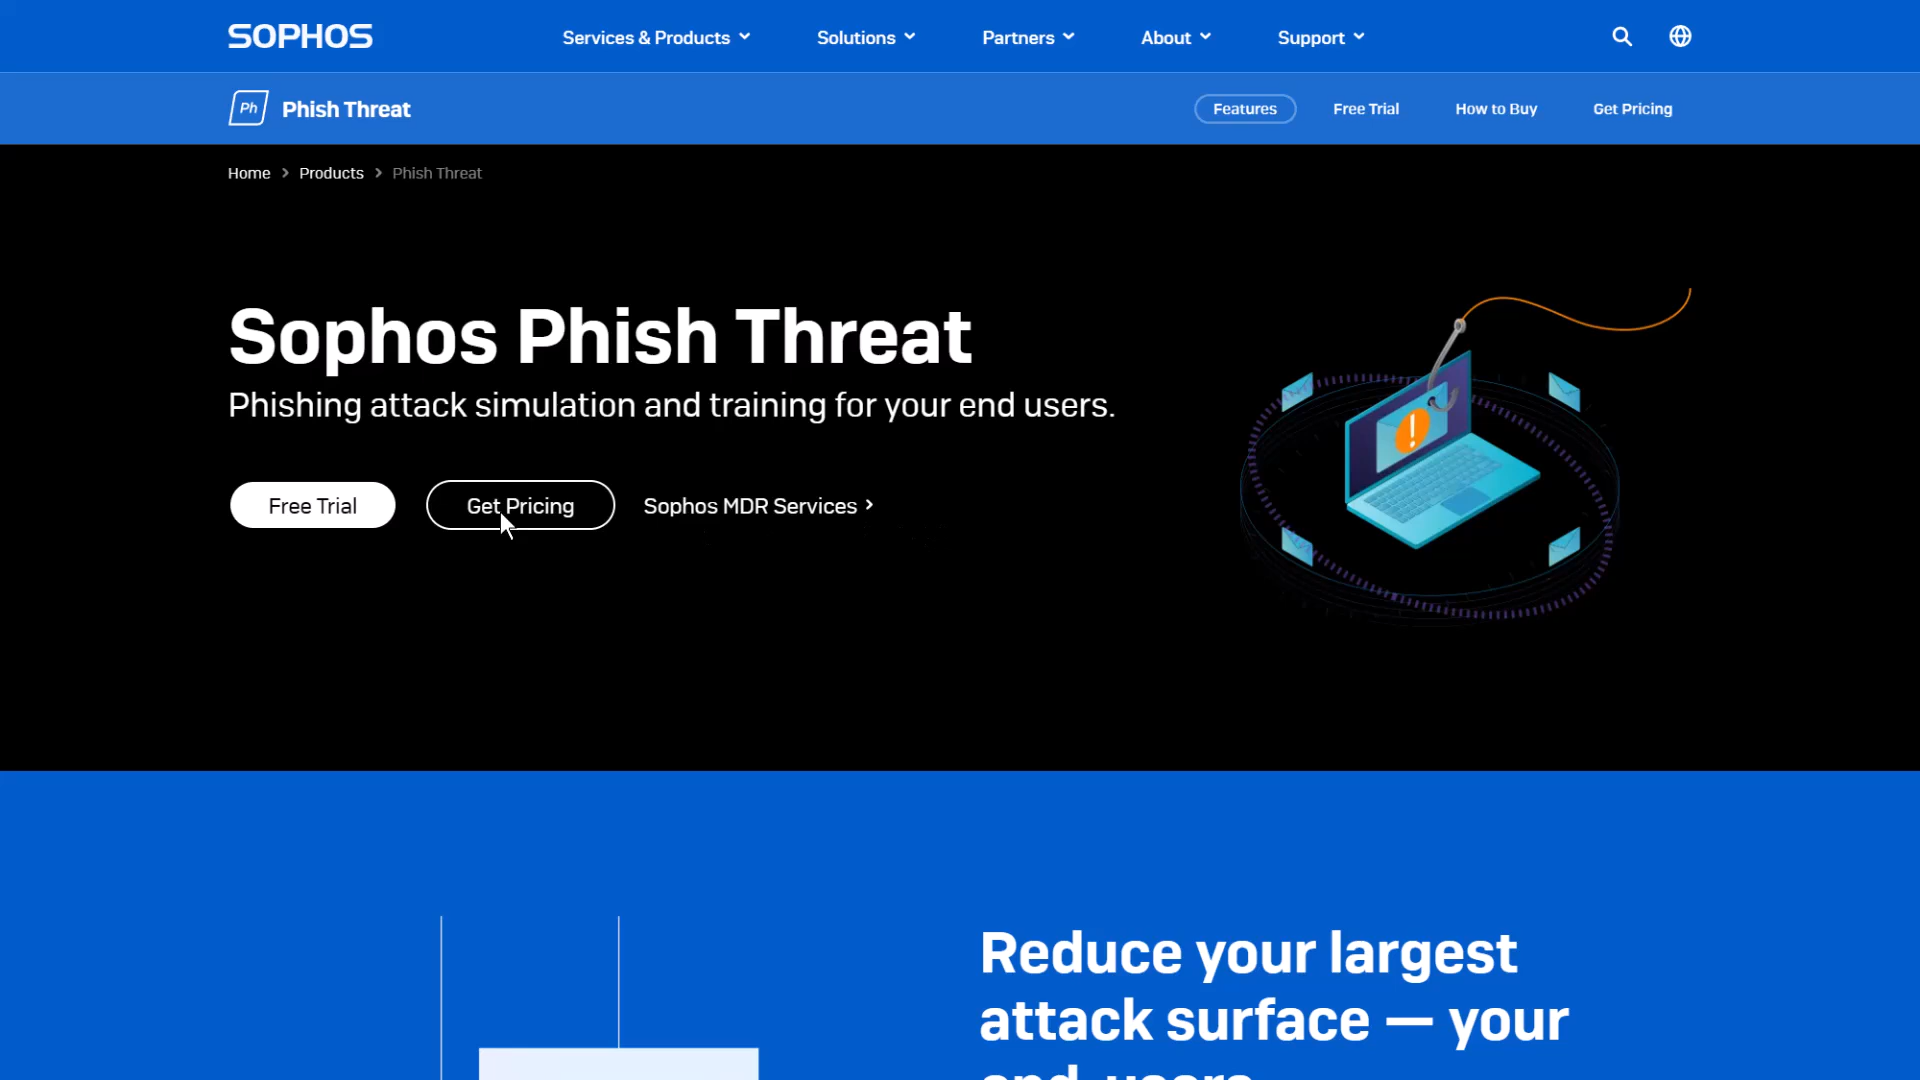 SOPHOS
Services & Products
Solutions
Partners
About
Support
Ph
Phish Threat
Features
Free Trial
How to Buy
Get Pricing
Home > Products > Phish Threat
Sophos Phish Threat
Phishing attack simulation and training for your end users.
Free Trial
Get Pricing
Sophos MDR Services >
!
Reduce your largest
attack surface — your
end-users